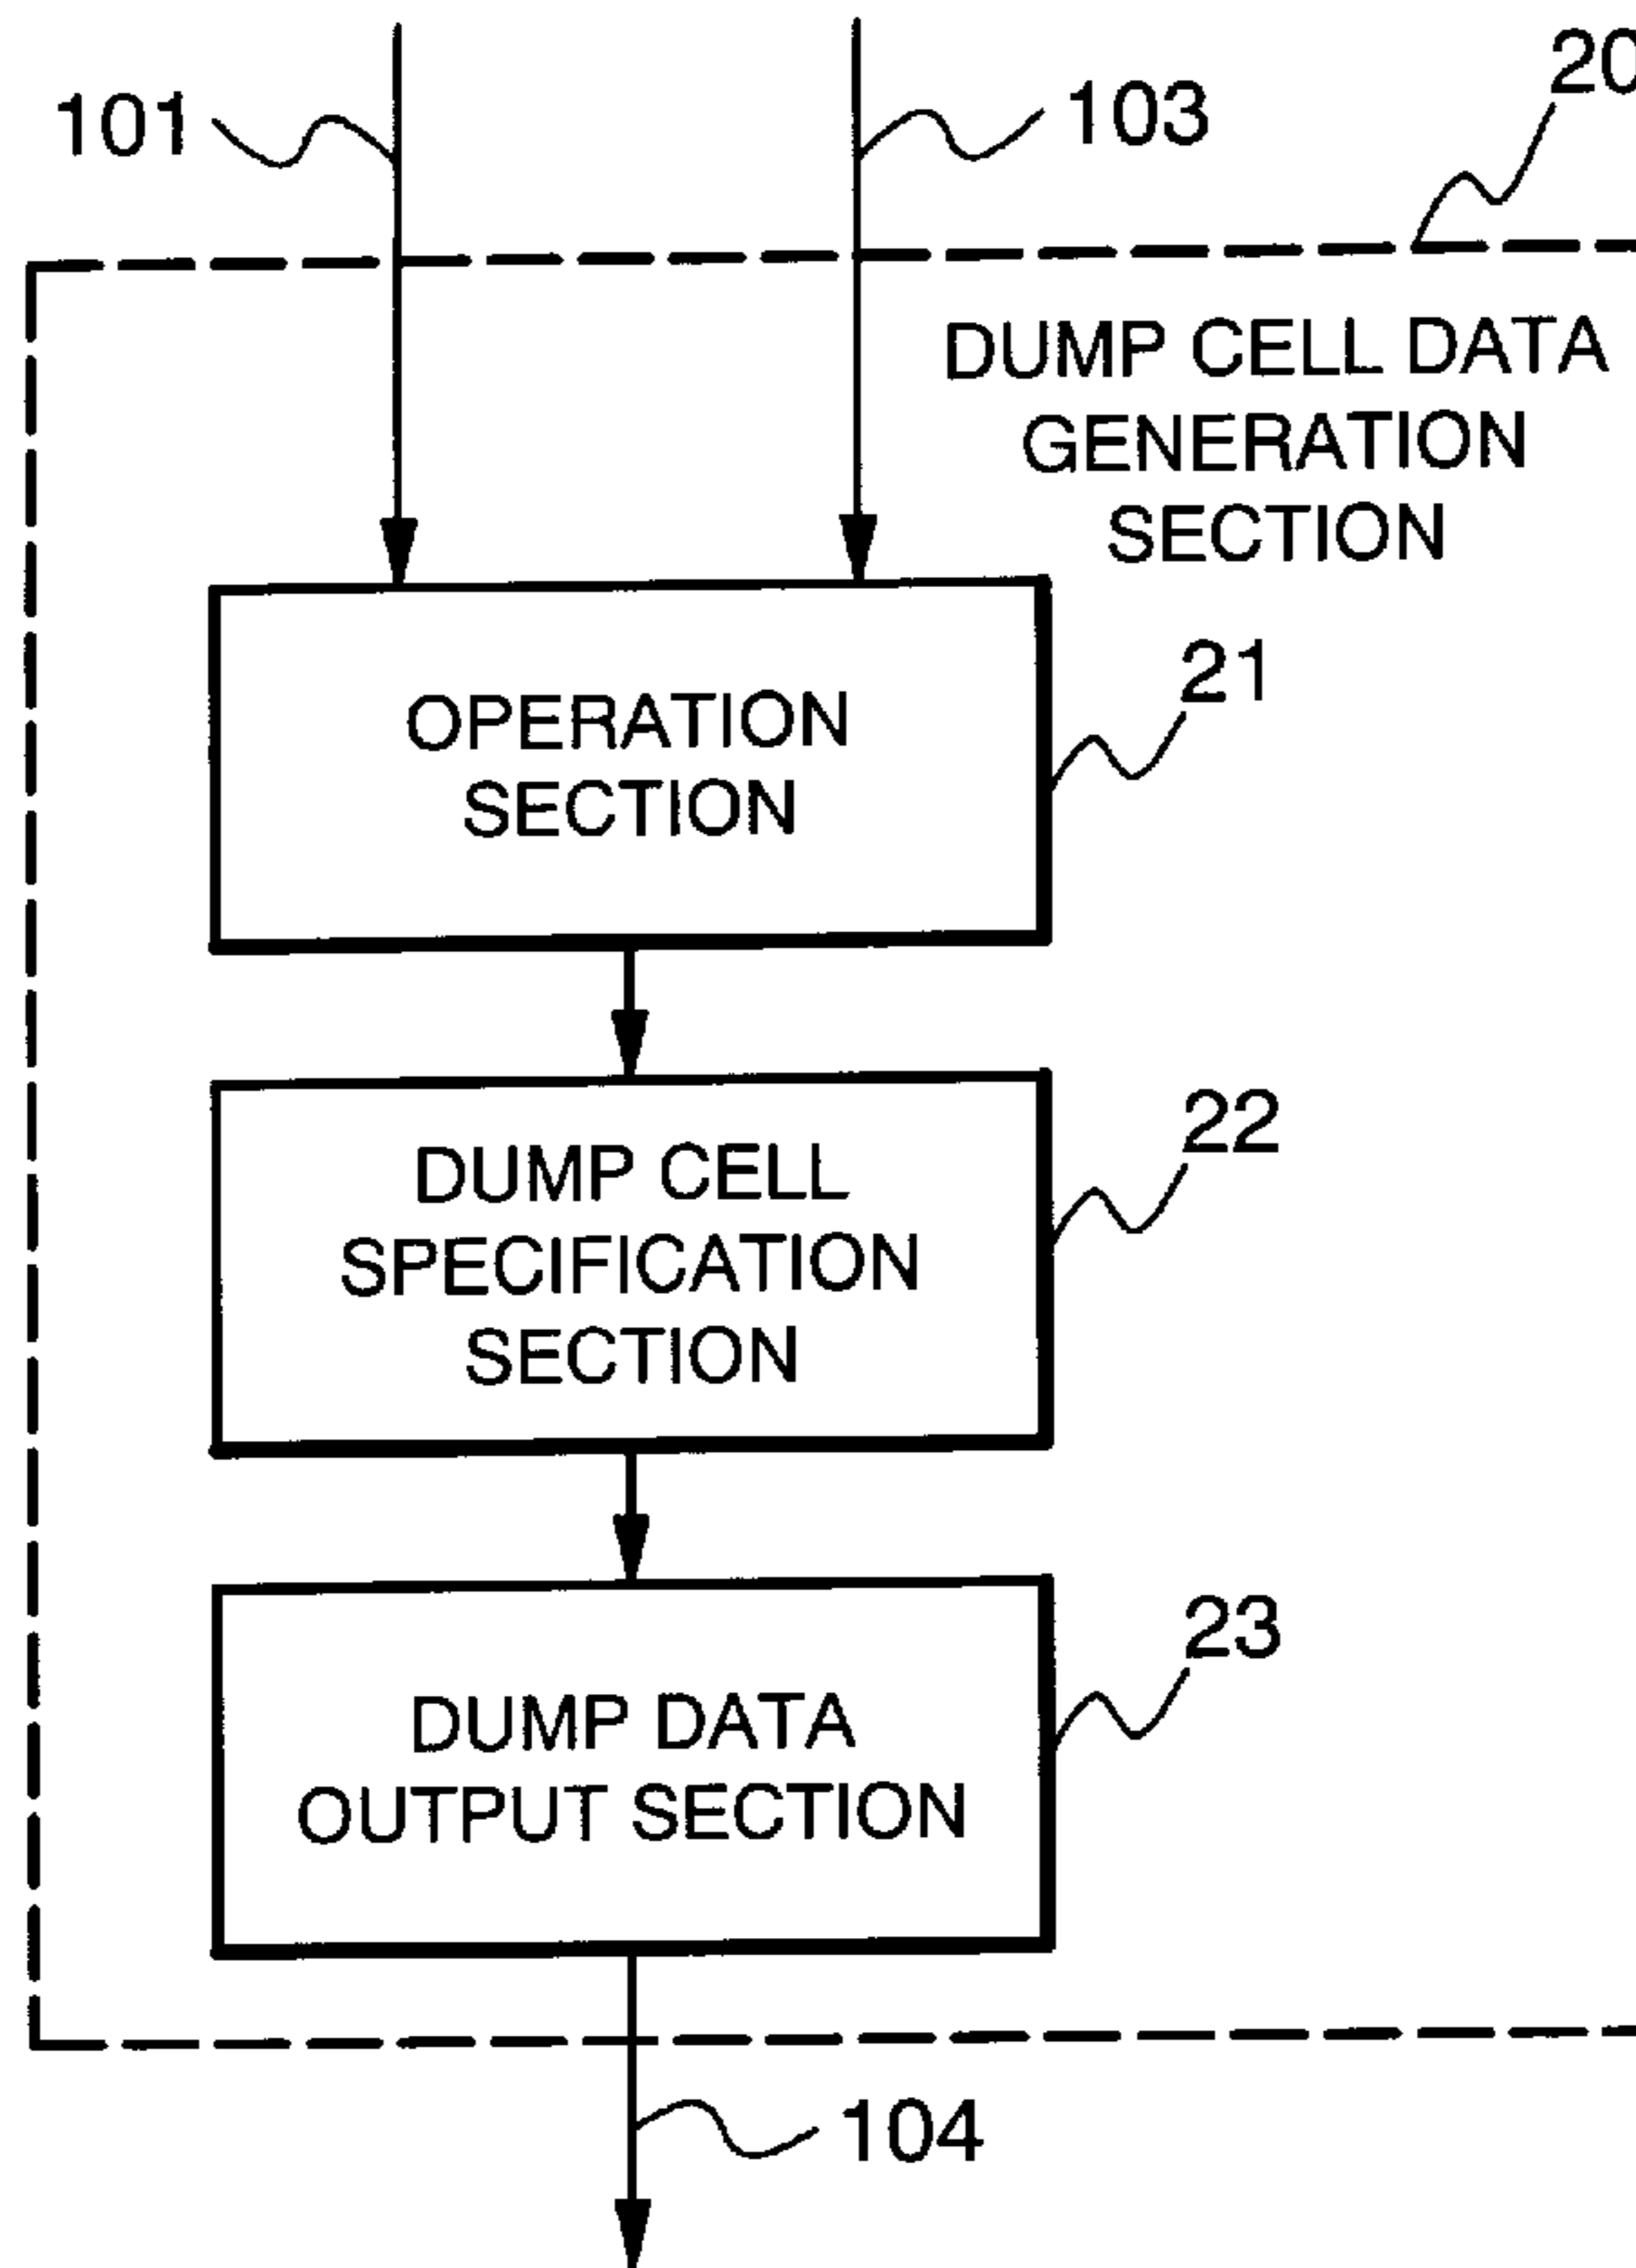 101
103
20
DUMP CELL DATA
GENERATION
SECTION
OPERATION
SECTION
21
DUMP CELL
SPECIFICATION
SECTION
22
DUMP DATA
OUTPUT SECTION
23
104